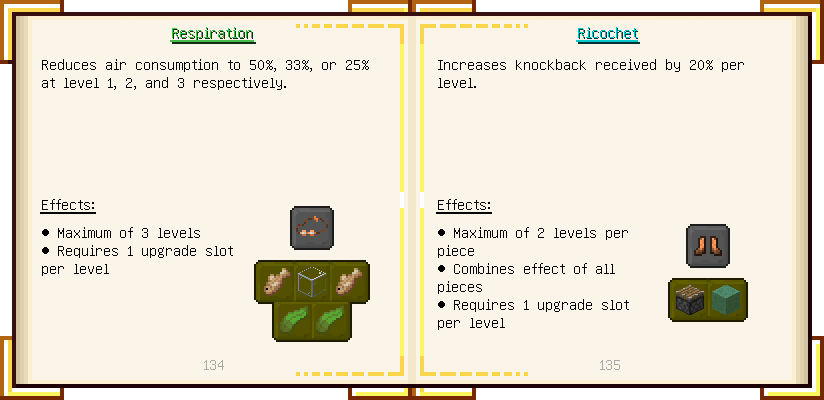 Respiration
Reduces air consumption to 50%, 33%, or 25%
at level 1, 2, and 3 respectively.
Effects:
● Maximum of 3 levels
● Requires 1 upgrade slot
per level
134
Ricochet
Increases knockback received by 20% per
level.
Effects:
● Maximum of 2 levels per
piece
● Combines effect of all
pieces
● Requires 1 upgrade slot
per level
135